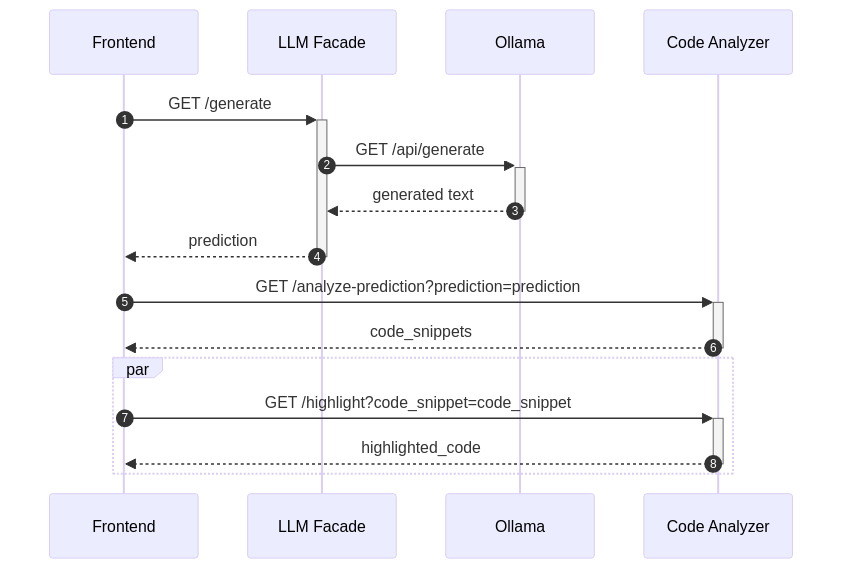 Frontend
LLM Facade
Ollama
Code Analyzer
GET /generate
1
GET /api/generate
2
generated text
3
prediction
4
GET /analyze-prediction?prediction=prediction
5
code_snippets
6
par
GET /highlight?code_snippet=code_snippet
7
highlighted_code
8
Frontend
LLM Facade
Ollama
Code Analyzer